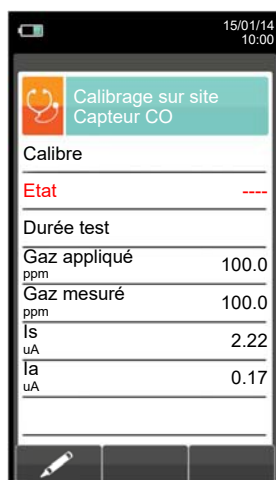 15/01/14
10:00
Calibrage sur site
Capteur CO
Calibre
Etat ----
Durée test
Gaz appliqué 100.0
ppm
Gaz mesuré 100.0
ppm
Is 2.22
uA
Ia 0.17
uA